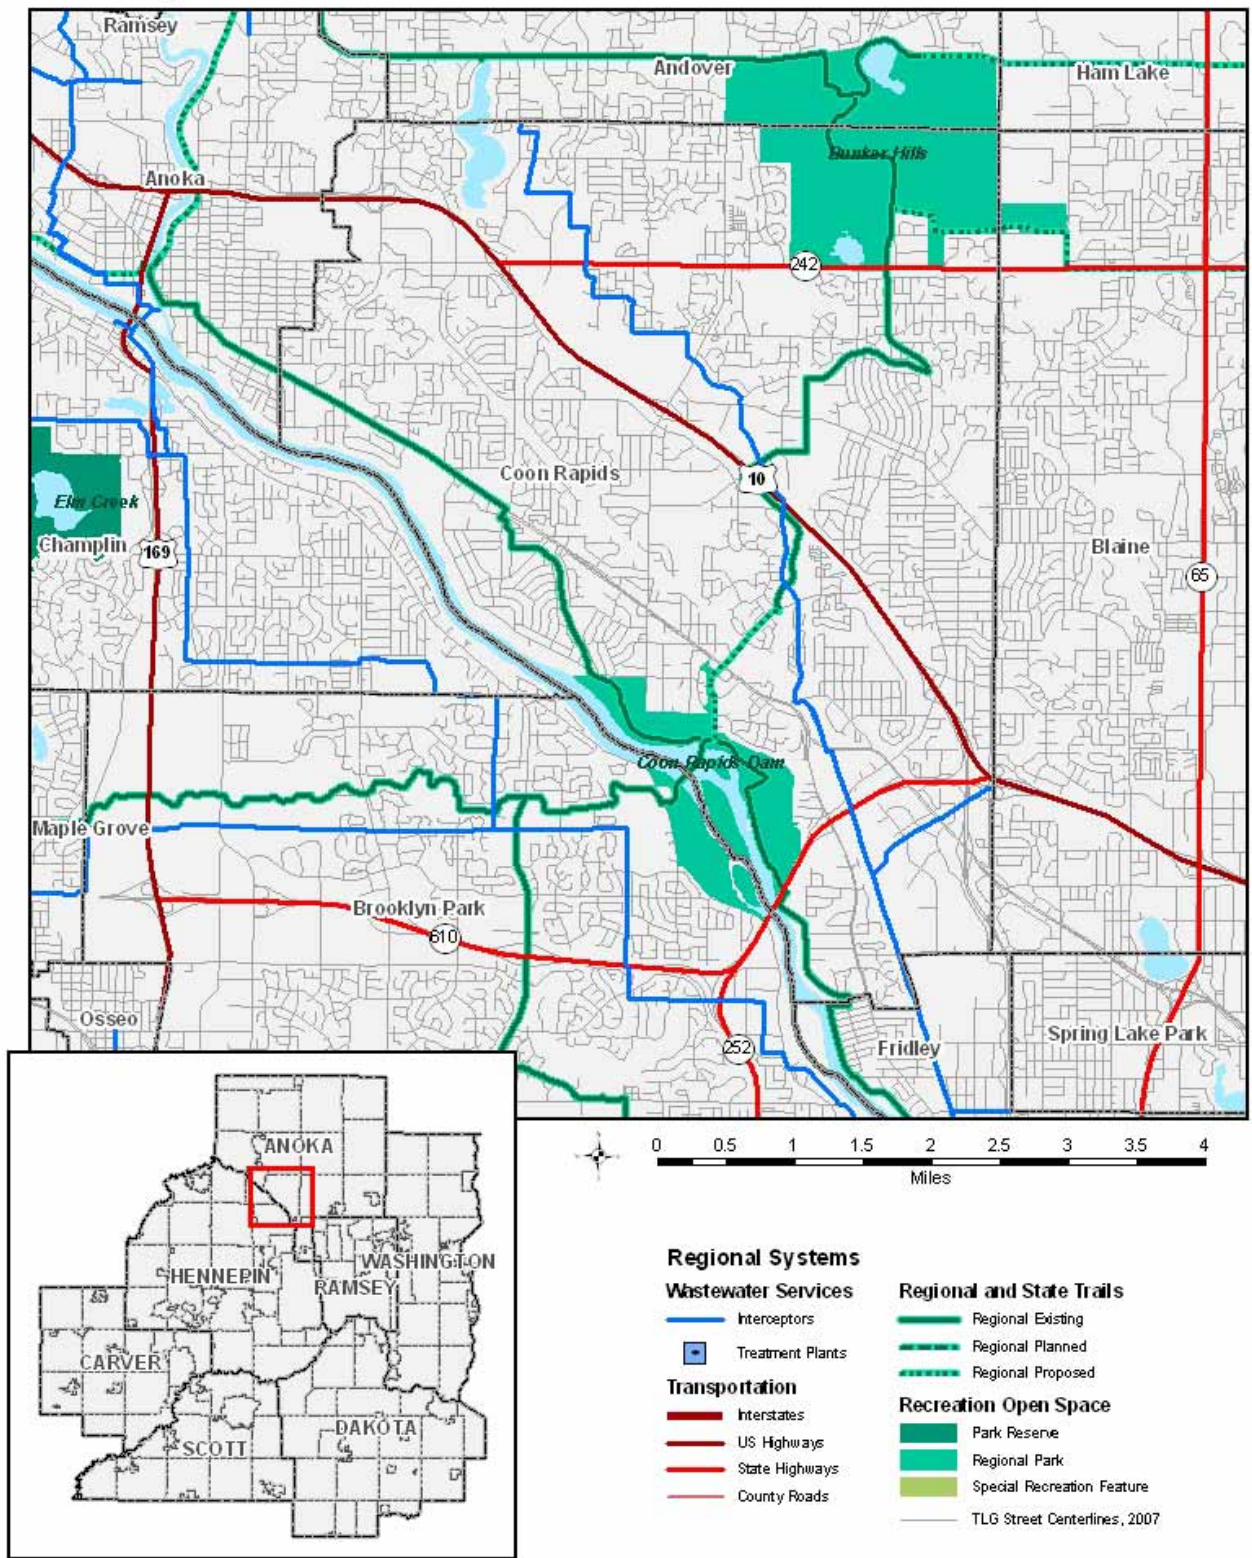 Ramsey
Andover
Ham Lake
Bunker Hills
Anoka
242
Coon Rapids
10
Elm Creek
Champlin
169
Blaine
65
Coon Rapids Dam
Maple Grove
Brooklyn Park
610
Osseo
252
Fridley
Spring Lake Park
ANOKA
HENNEPIN
WASHINGTON
RAMSEY
CARVER
SCOTT
DAKOTA
0 0.5 1 1.5 2 2.5 3 3.5 4
Miles
Regional Systems
Wastewater Services
Interceptors
Treatment Plants
Transportation
Interstates
US Highways
State Highways
County Roads
Regional and State Trails
Regional Existing
Regional Planned
Regional Proposed
Recreation Open Space
Park Reserve
Regional Park
Special Recreation Feature
TLG Street Centerlines, 2007